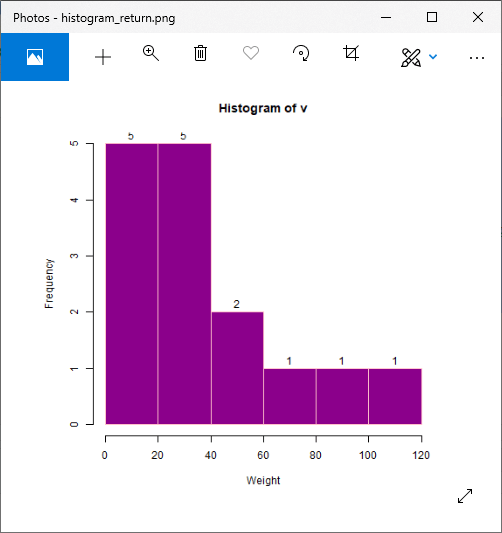 Photos - histogram_return.png
Histogram of v
5 5 2 1 1 1
5
4
3
2
1
0
Frequency
0 20 40 60 80 100 120
Weight